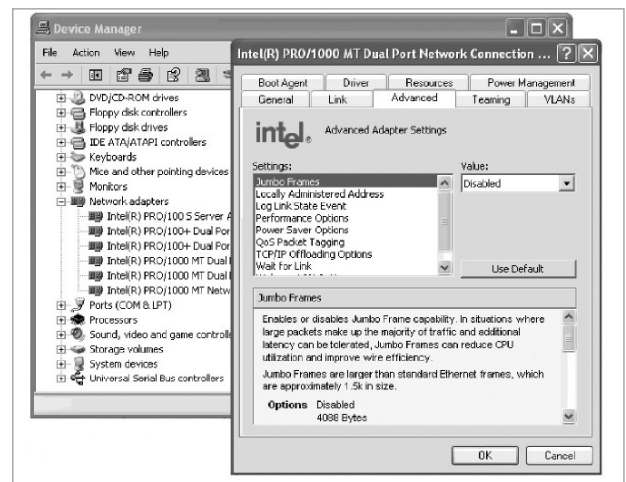 Device Manager
File Action View Help
DVD/CD-ROM drives
Floppy disk controllers
Floppy disk drives
IDE ATA/ATAPI controllers
Keyboards
Mice and other pointing devices
Monitors
Network adapters
Intel(R) PRO/100 S Server A
Intel(R) PRO/100+ Dual Por
Intel(R) PRO/100+ Dual Por
Intel(R) PRO/1000 MT Dual
Intel(R) PRO/1000 MT Dual
Intel(R) PRO/1000 MT Netw
Ports (COM & LPT)
Processors
Sound, video and game controlle
Storage volumes
System devices
Universal Serial Bus controllers
Intel(R) PRO/1000 MT Dual Port Network Connection ...
Boot Agent Driver Resources Power Management
General Link Advanced Teaming VLANs
intel® Advanced Adapter Settings
Settings: Value:
Jumbo Frames Disabled
Locally Administered Address
Log Link State Event
Performance Options
Power Saver Options
QoS Packet Tagging
TCP/IP Offloading Options
Wait for Link
Use Default
Jumbo Frames
Enables or disables Jumbo Frame capability. In situations where
large packets make up the majority of traffic and additional
latency can be tolerated, Jumbo Frames can reduce CPU
utilization and improve wire efficiency.
Jumbo Frames are larger than standard Ethernet frames, which
are approximately 1.5k in size.
Options Disabled
4088 Bytes
OK Cancel